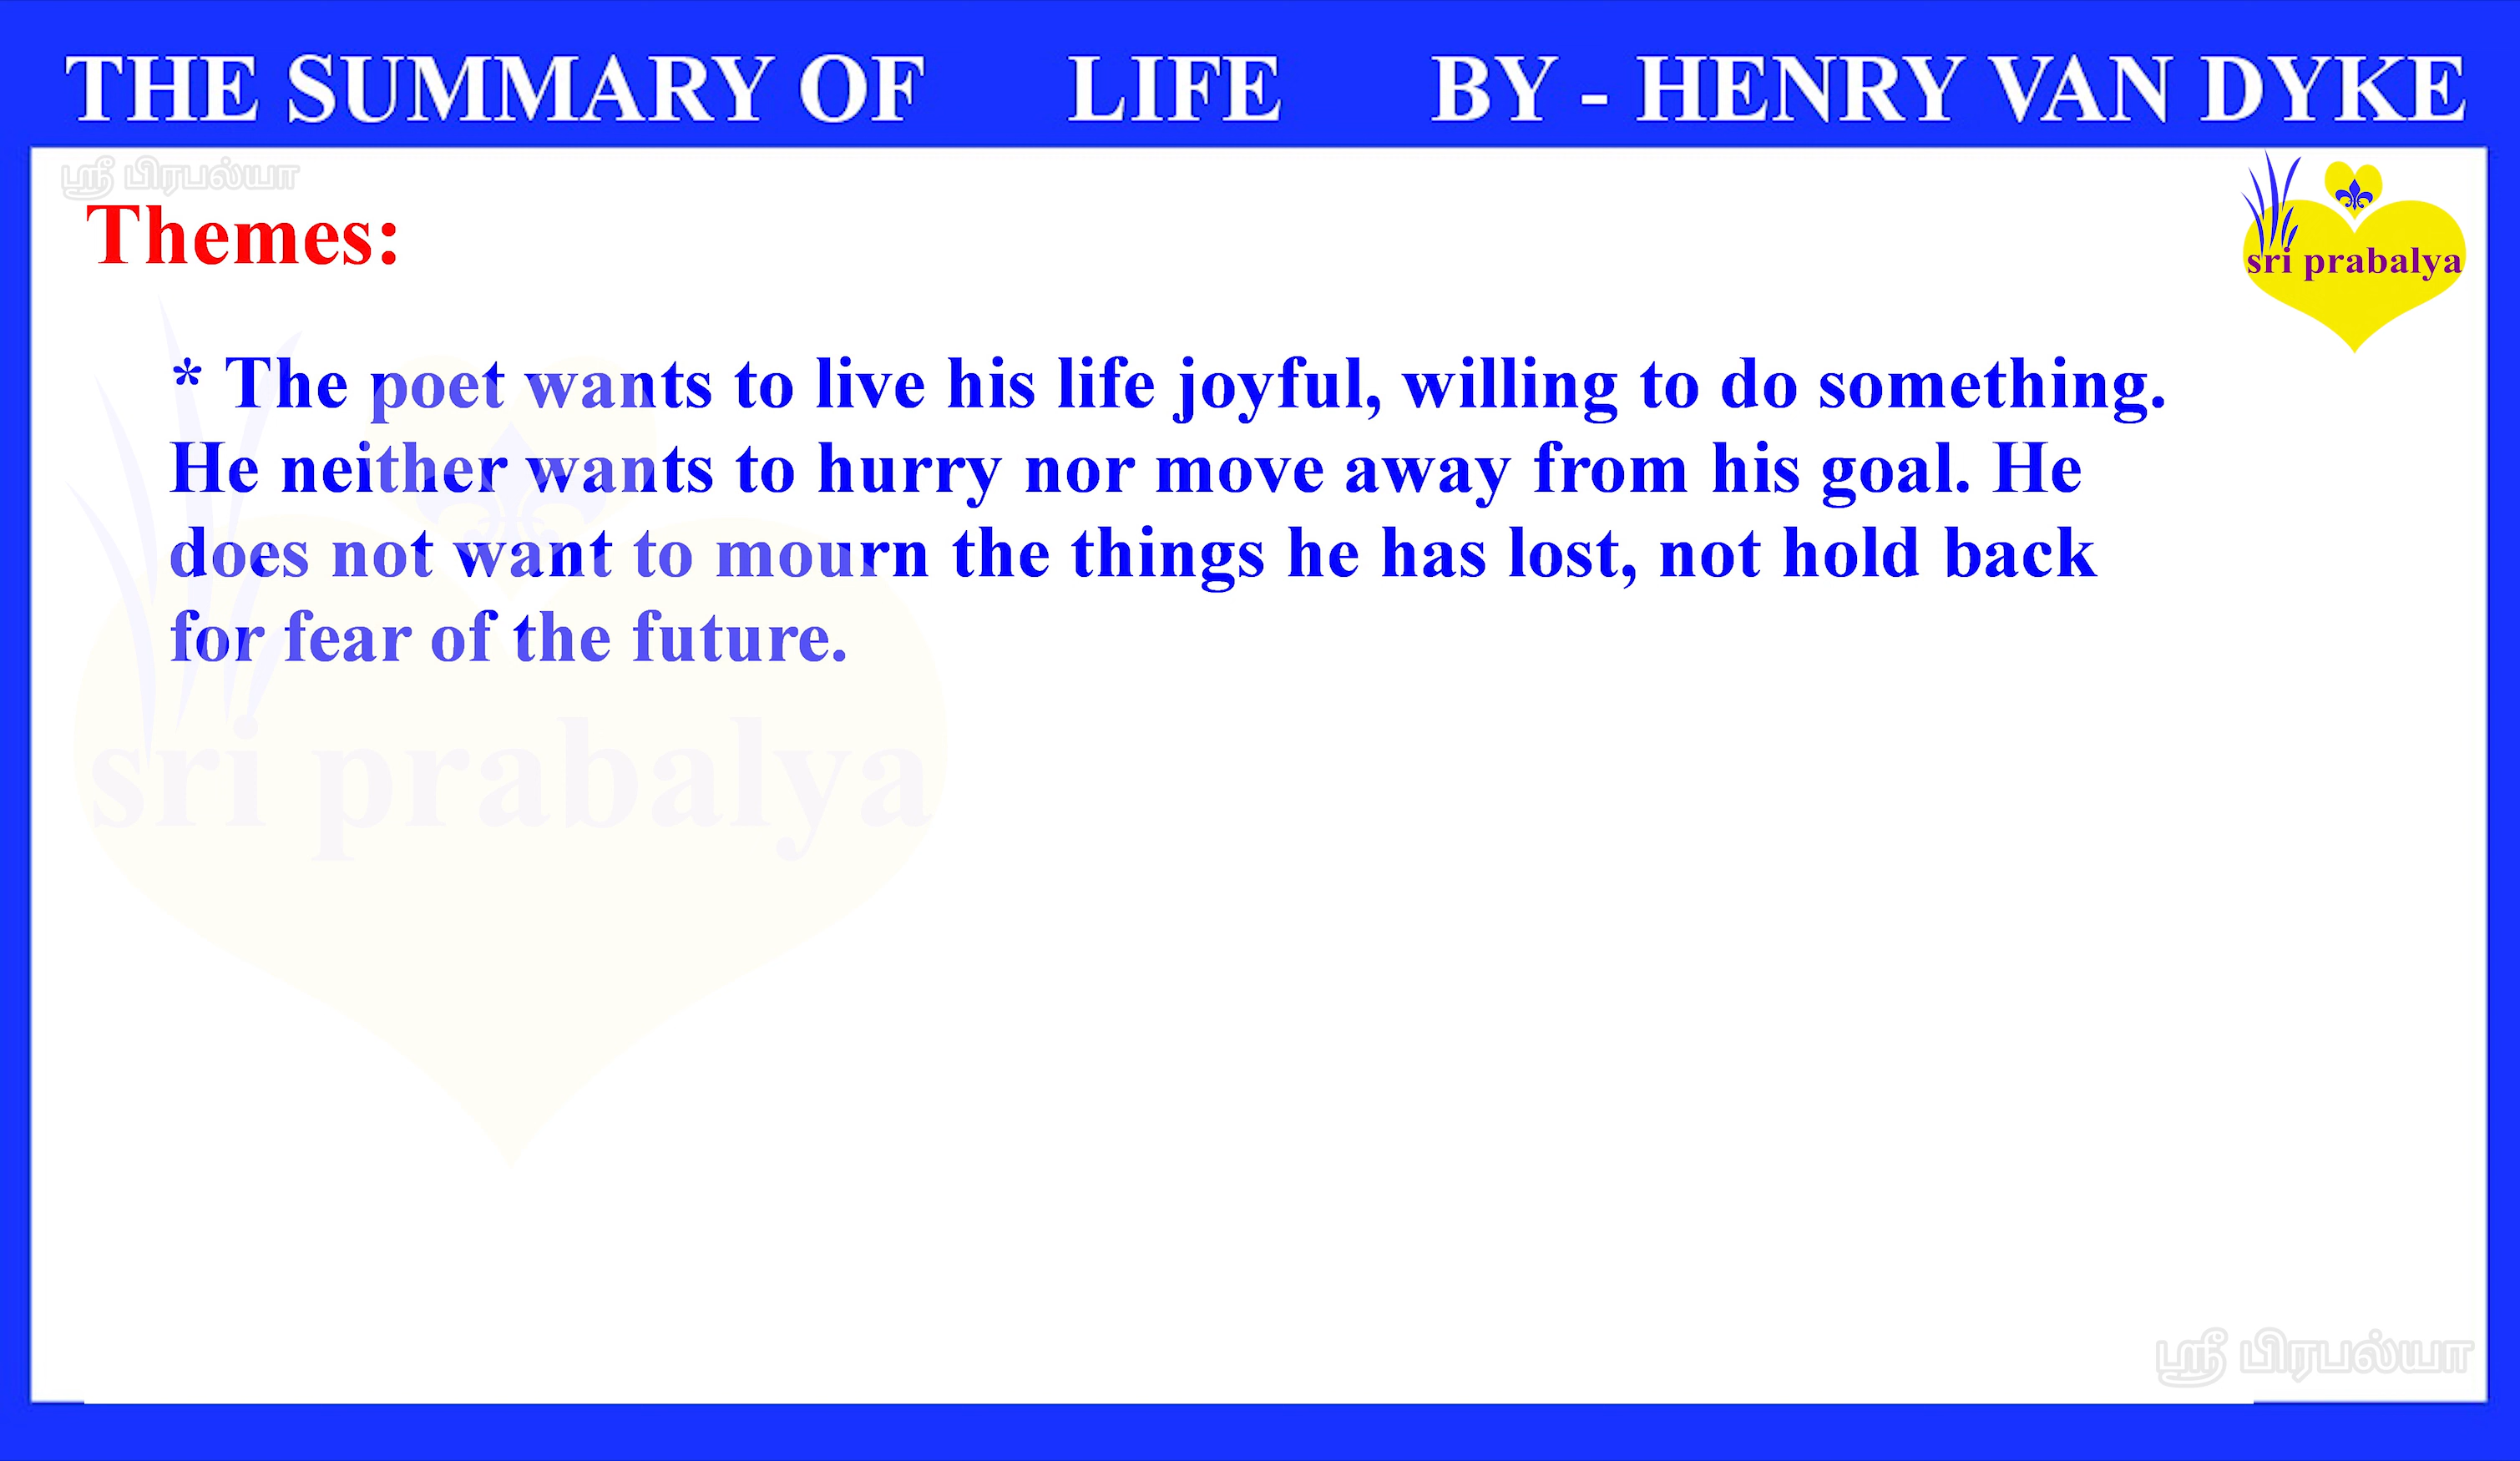 THE SUMMARY OF LIFE BY - HENRY VAN DYKE
ஸ்ரீ பிரபல்யா
sri prabalya
Themes:
* The poet wants to live his life joyful, willing to do something.
He neither wants to hurry nor move away from his goal. He
does not want to mourn the things he has lost, not hold back
for fear of the future.
sri prabalya
ஸ்ரீ பிரபல்யா